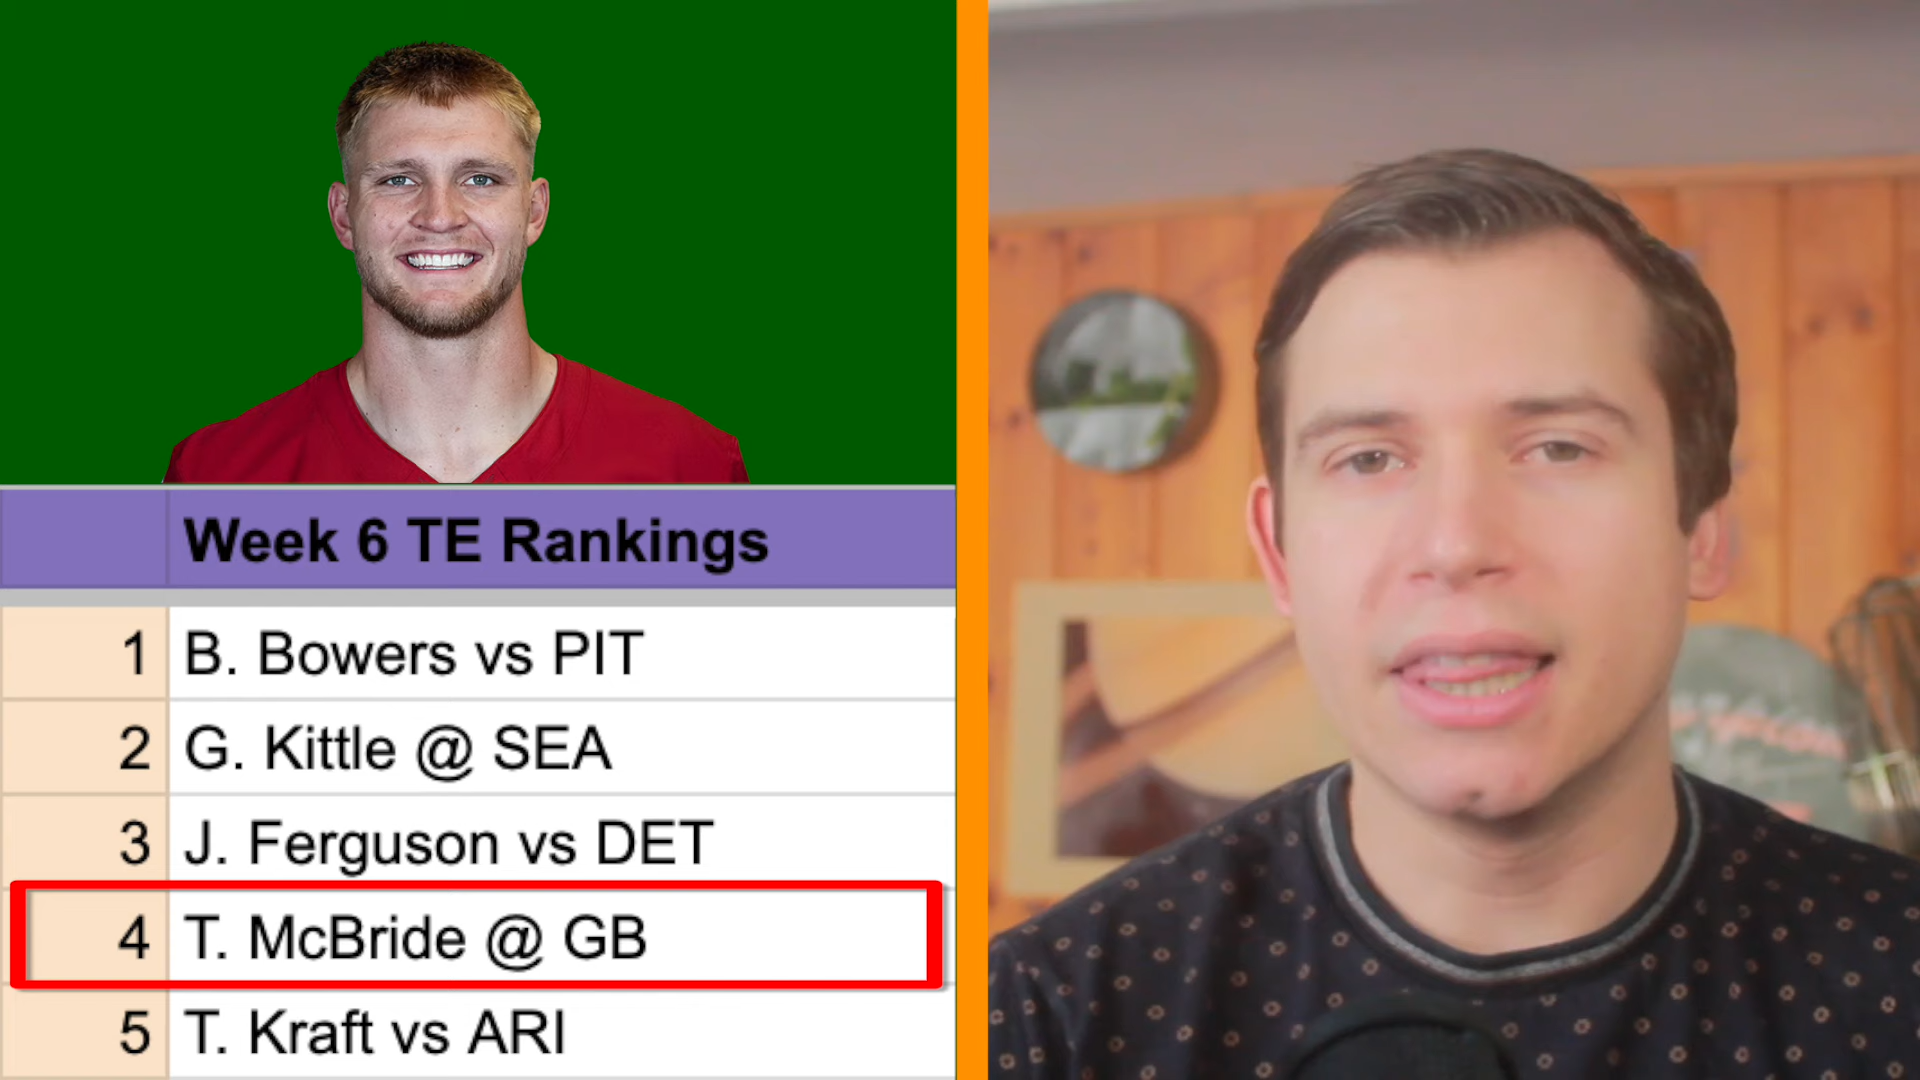 Week 6 TE Rankings
1 B. Bowers vs PIT
2 G. Kittle @ SEA
3 J. Ferguson vs DET
4 T. McBride @ GB
5 T. Kraft vs ARI